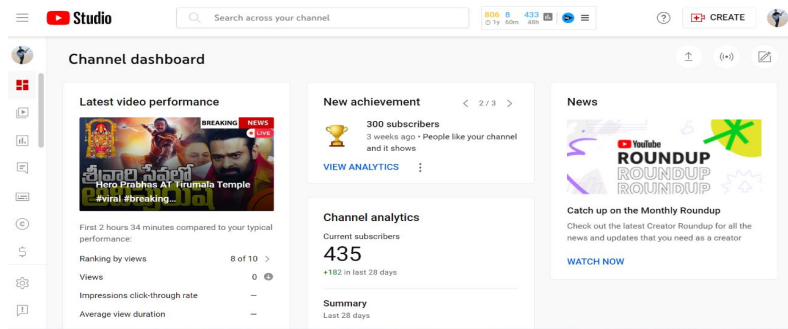 Studio
Search across your channel
806 8 433
1y 60m 48h
CREATE
Channel dashboard
Latest video performance
BREAKING NEWS
LIVE
శ్రీవారి సేవలో
Hero Prabhas AT Tirumala Temple
#viral #breaking...
First 2 hours 34 minutes compared to your typical
performance:
Ranking by views 8 of 10
Views 0
Impressions click-through rate –
Average view duration –
New achievement 2 / 3
300 subscribers
3 weeks ago • People like your channel
and it shows
VIEW ANALYTICS
Channel analytics
Current subscribers
435
+182 in last 28 days
Summary
Last 28 days
News
YouTube
ROUNDUP
ROUNDUP
ROUNDUP
Catch up on the Monthly Roundup
Check out the latest Creator Roundup for all the
news and updates that you need as a creator
WATCH NOW